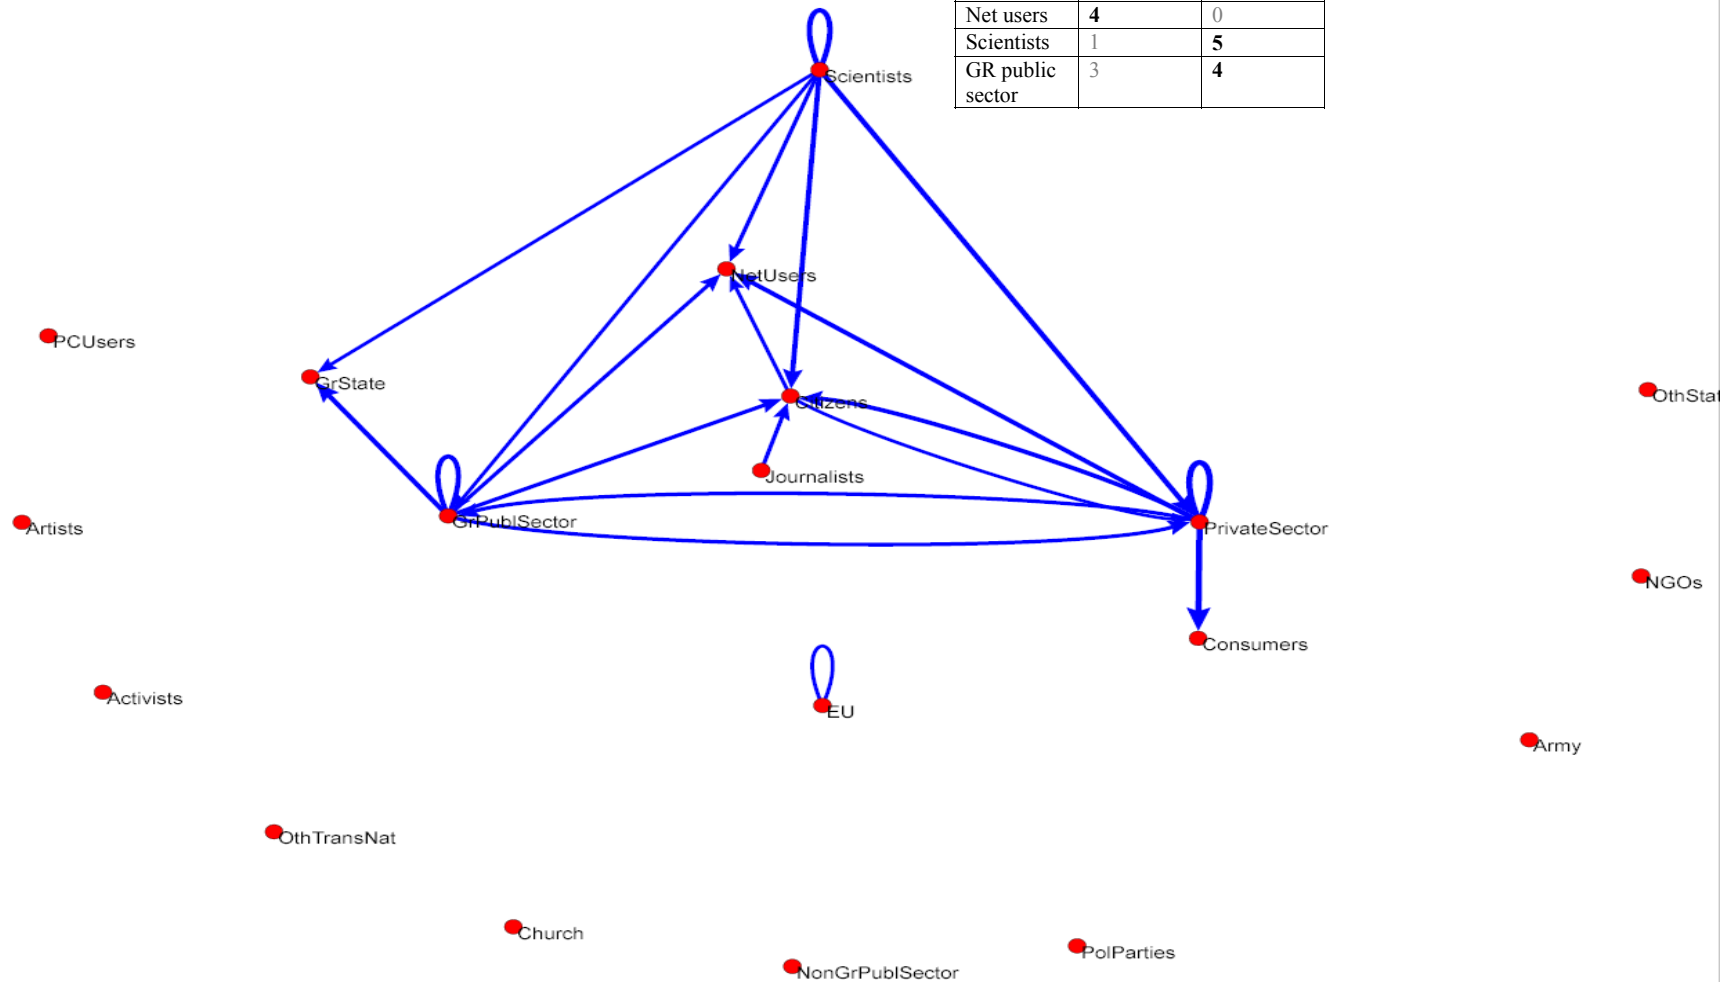 Net users 4 0
Scientists 1 5
GR public 3 4
sector
Scientists
NetUsers
PCUsers
GrState
OthStat
Citizens
Journalists
GrPublSector
Artists
PrivateSector
NGOs
Consumers
Activists
EU
Army
OthTransNat
Church
PolParties
NonGrPublSector